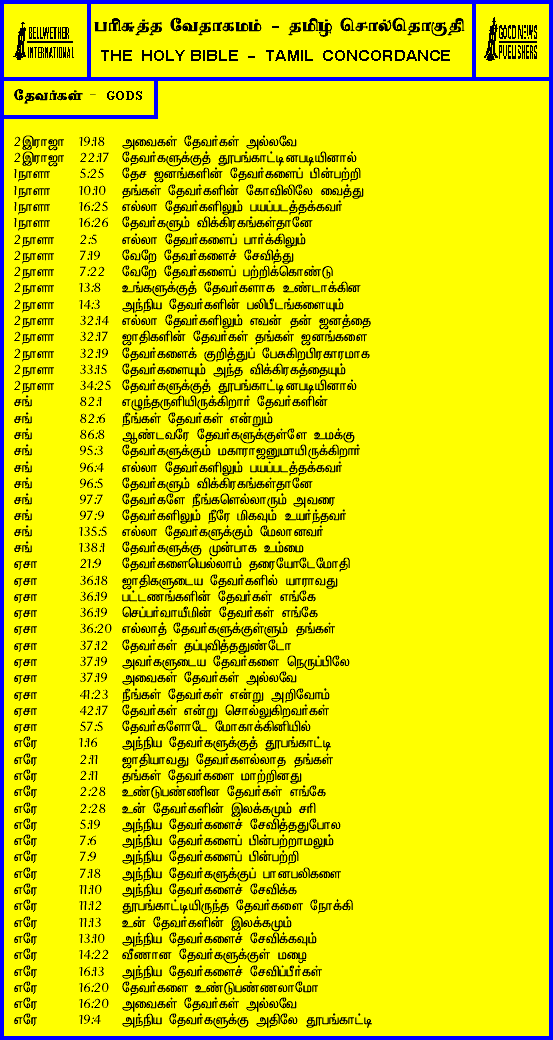 BELLWETHER
INTERNATIONAL
பரிசுத்த வேதாகமம் - தமிழ் சொல்தொகுதி
THE HOLY BIBLE - TAMIL CONCORDANCE
GOOD NEWS
PUBLISHERS
தேவர்கள் - GODS
2இராஜா 19:18 அவைகள் தேவர்கள் அல்லவே
2இராஜா 22:17 தேவர்களுக்குத் தூபங்காட்டினபடியினால்
1நாளா 5:25 தேச ஜனங்களின் தேவர்களைப் பின்பற்றி
1நாளா 10:10 தங்கள் தேவர்களின் கோவிலிலே வைத்து
1நாளா 16:25 எல்லா தேவர்களிலும் பயப்படத்தக்கவர்
1நாளா 16:26 தேவர்களும் விக்கிரகங்கள்தானே
2நாளா 2:5 எல்லா தேவர்களைப் பார்க்கிலும்
2நாளா 7:19 வேறே தேவர்களைச் சேவித்து
2நாளா 7:22 வேறே தேவர்களைப் பற்றிக்கொண்டு
2நாளா 13:8 உங்களுக்குத் தேவர்களாக உண்டாக்கின
2நாளா 14:3 அந்நிய தேவர்களின் பலிபீடங்களையும்
2நாளா 32:14 எல்லா தேவர்களிலும் எவன் தன் ஜனத்தை
2நாளா 32:17 ஜாதிகளின் தேவர்கள் தங்கள் ஜனங்களை
2நாளா 32:19 தேவர்களைக் குறித்துப் பேசுகிறபிரகாரமாக
2நாளா 33:15 தேவர்களையும் அந்த விக்கிரகத்தையும்
2நாளா 34:25 தேவர்களுக்குத் தூபங்காட்டினபடியினால்
சங் 82:1 எழுந்தருளியிருக்கிறார் தேவர்களின்
சங் 82:6 நீங்கள் தேவர்கள் என்றும்
சங் 86:8 ஆண்டவரே தேவர்களுக்குள்ளே உமக்கு
சங் 95:3 தேவர்களுக்கும் மகாராஜனுமாயிருக்கிறார்
சங் 96:4 எல்லா தேவர்களிலும் பயப்படத்தக்கவர்
சங் 96:5 தேவர்களும் விக்கிரகங்கள்தானே
சங் 97:7 தேவர்களே நீங்களெல்லாரும் அவரை
சங் 97:9 தேவர்களிலும் நீரே மிகவும் உயர்ந்தவர்
சங் 135:5 எல்லா தேவர்களுக்கும் மேலானவர்
சங் 138:1 தேவர்களுக்கு முன்பாக உம்மை
ஏசா 21:9 தேவர்களையெல்லாம் தரையோடேமோதி
ஏசா 36:18 ஜாதிகளுடைய தேவர்களில் யாராவது
ஏசா 36:19 பட்டணங்களின் தேவர்கள் எங்கே
ஏசா 36:19 செப்பர்வாயீமின் தேவர்கள் எங்கே
ஏசா 36:20 எல்லாத் தேவர்களுக்குள்ளும் தங்கள்
ஏசா 37:12 தேவர்கள் தப்புவித்ததுண்டோ
ஏசா 37:19 அவர்களுடைய தேவர்களை நெருப்பிலே
ஏசா 37:19 அவைகள் தேவர்கள் அல்லவே
ஏசா 41:23 நீங்கள் தேவர்கள் என்று அறிவோம்
ஏசா 42:17 தேவர்கள் என்று சொல்லுகிறவர்கள்
ஏசா 57:5 தேவர்களோடே மோகாக்கினியில்
எரே 1:16 அந்நிய தேவர்களுக்குத் தூபங்காட்டி
எரே 2:11 ஜாதியாவது தேவர்களல்லாத தங்கள்
எரே 2:11 தங்கள் தேவர்களை மாற்றினது
எரே 2:28 உண்டுபண்ணின தேவர்கள் எங்கே
எரே 2:28 உன் தேவர்களின் இலக்கமும் சரி
எரே 5:19 அந்நிய தேவர்களைச் சேவித்ததுபோல
எரே 7:6 அந்நிய தேவர்களைப் பின்பற்றாமலும்
எரே 7:9 அந்நிய தேவர்களைப் பின்பற்றி
எரே 7:18 அந்நிய தேவர்களுக்குப் பானபலிகளை
எரே 11:10 அந்நிய தேவர்களைச் சேவிக்க
எரே 11:12 தூபங்காட்டியிருந்த தேவர்களை நோக்கி
எரே 11:13 உன் தேவர்களின் இலக்கமும்
எரே 13:10 அந்நிய தேவர்களைச் சேவிக்கவும்
எரே 14:22 வீணான தேவர்களுக்குள் மழை
எரே 16:13 அந்நிய தேவர்களைச் சேவிப்பீர்கள்
எரே 16:20 தேவர்களை உண்டுபண்ணலாமோ
எரே 16:20 அவைகள் தேவர்கள் அல்லவே
எரே 19:4 அந்நிய தேவர்களுக்கு அதிலே தூபங்காட்டி